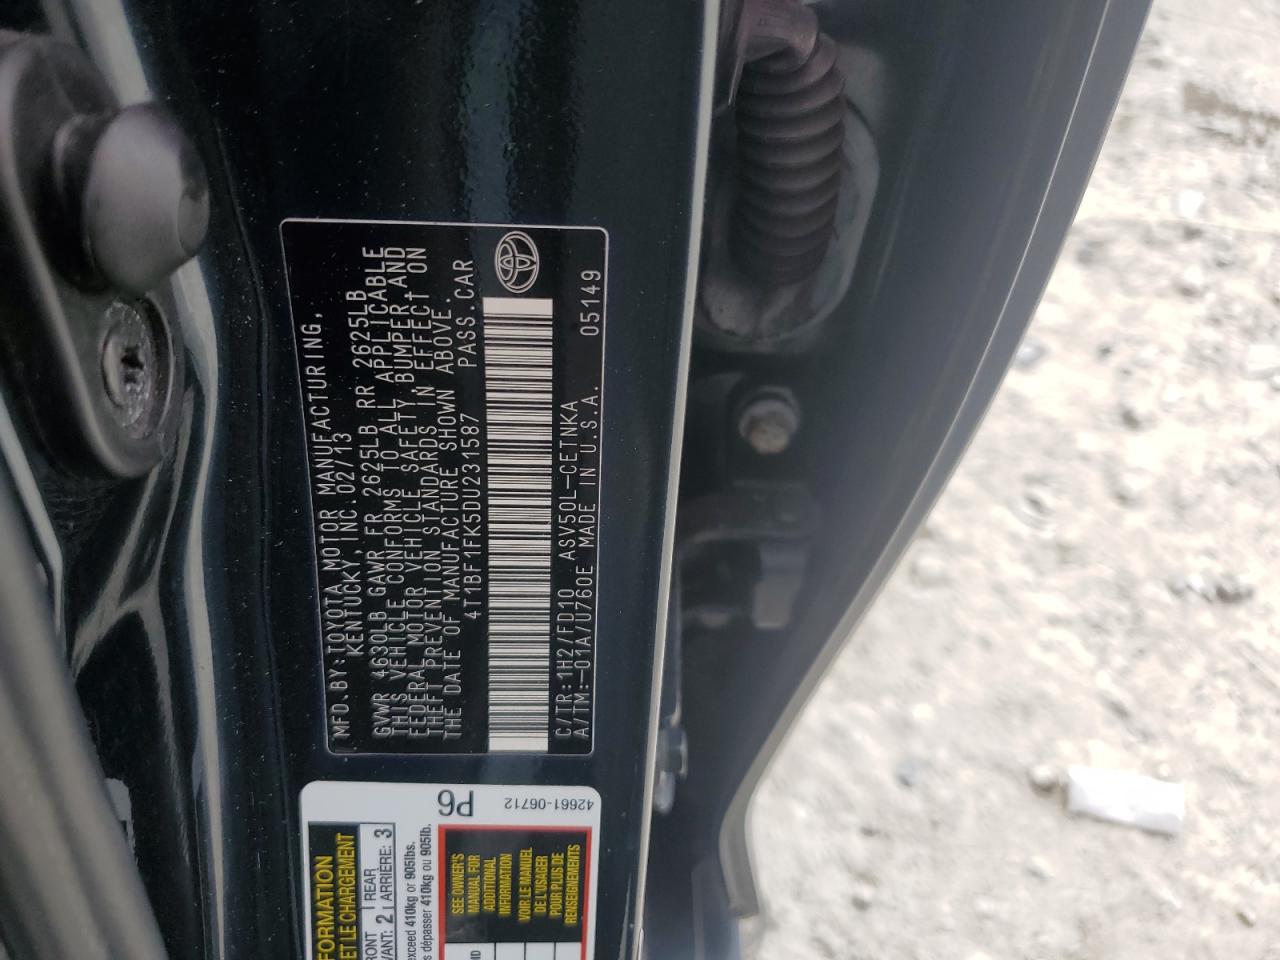 MFD.BY:TOYOTA MOTOR MANUFACTURING,
KENTUCKY, INC. 02/13
GVWR 4630LB GAWR FR 2625LB RR 2625LB
THIS VEHICLE CONFORMS TO ALL APPLICABLE
FEDERAL MOTOR VEHICLE SAFETY, BUMPER, AND
THEFT PREVENTION STANDARDS IN EFFECT ON
THE DATE OF MANUFACTURE SHOWN ABOVE.
4T1BF1FK5DU231587 PASS.CAR
C/TR:1H2/FD10 ASV50L-CETNKA
A/TM:-01A/U760E MADE IN U.S.A. 05149
P6
42661-06712
FORMATION
ET LE CHARGEMENT
RONT 2 REAR 3
VANT: ARRIÈRE:
exceed 410kg or 905lbs.
s dépasser 410kg ou 905lb.
SEE OWNER'S
MANUAL FOR
ADDITIONAL
INFORMATION
VOIR LE MANUEL
DE L'USAGER
POUR PLUS DE
RENSEIGNEMENTS